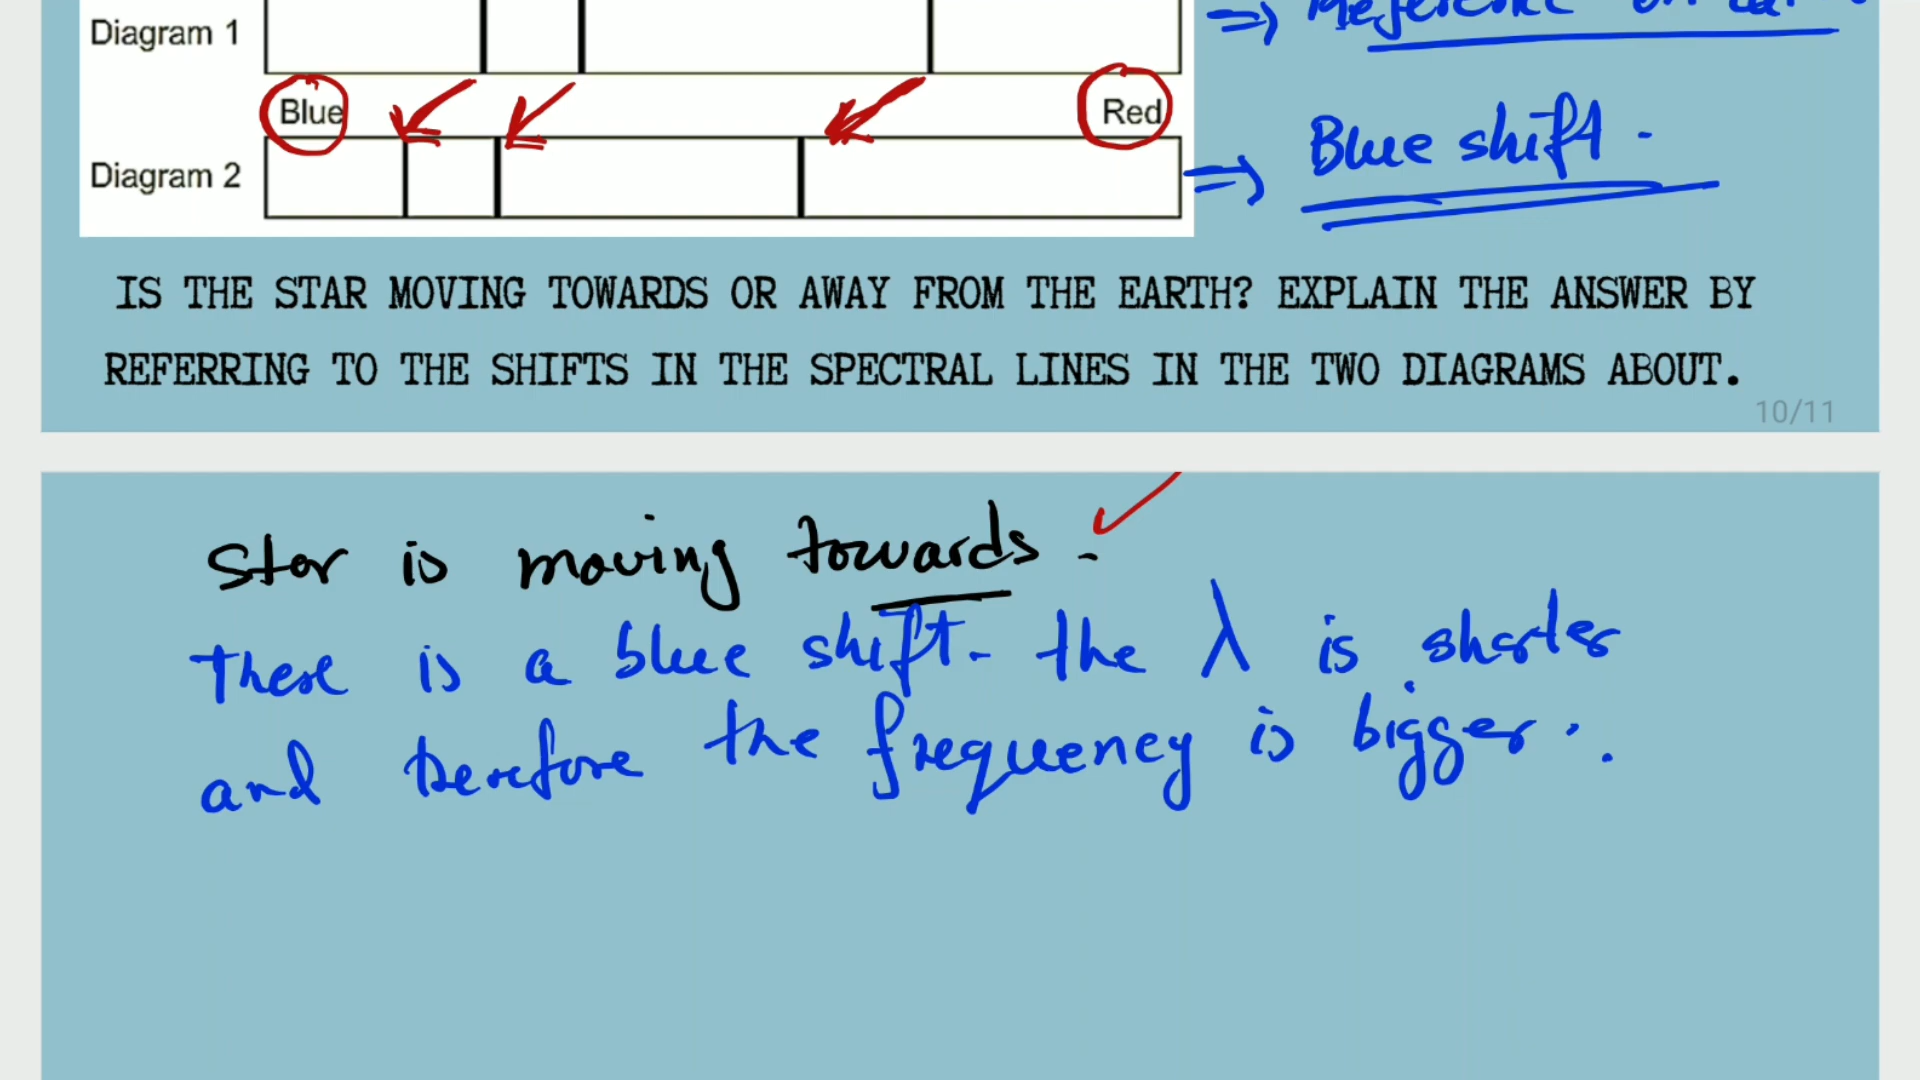 Diagram 1
⇒ Reference on
Blue Red
Diagram 2
⇒ Blue shift.
IS THE STAR MOVING TOWARDS OR AWAY FROM THE EARTH? EXPLAIN THE ANSWER BY
REFERRING TO THE SHIFTS IN THE SPECTRAL LINES IN THE TWO DIAGRAMS ABOUT.
10/11
Star is moving towards.
There is a blue shift. the λ is shorter
and therefore the frequency is bigger.